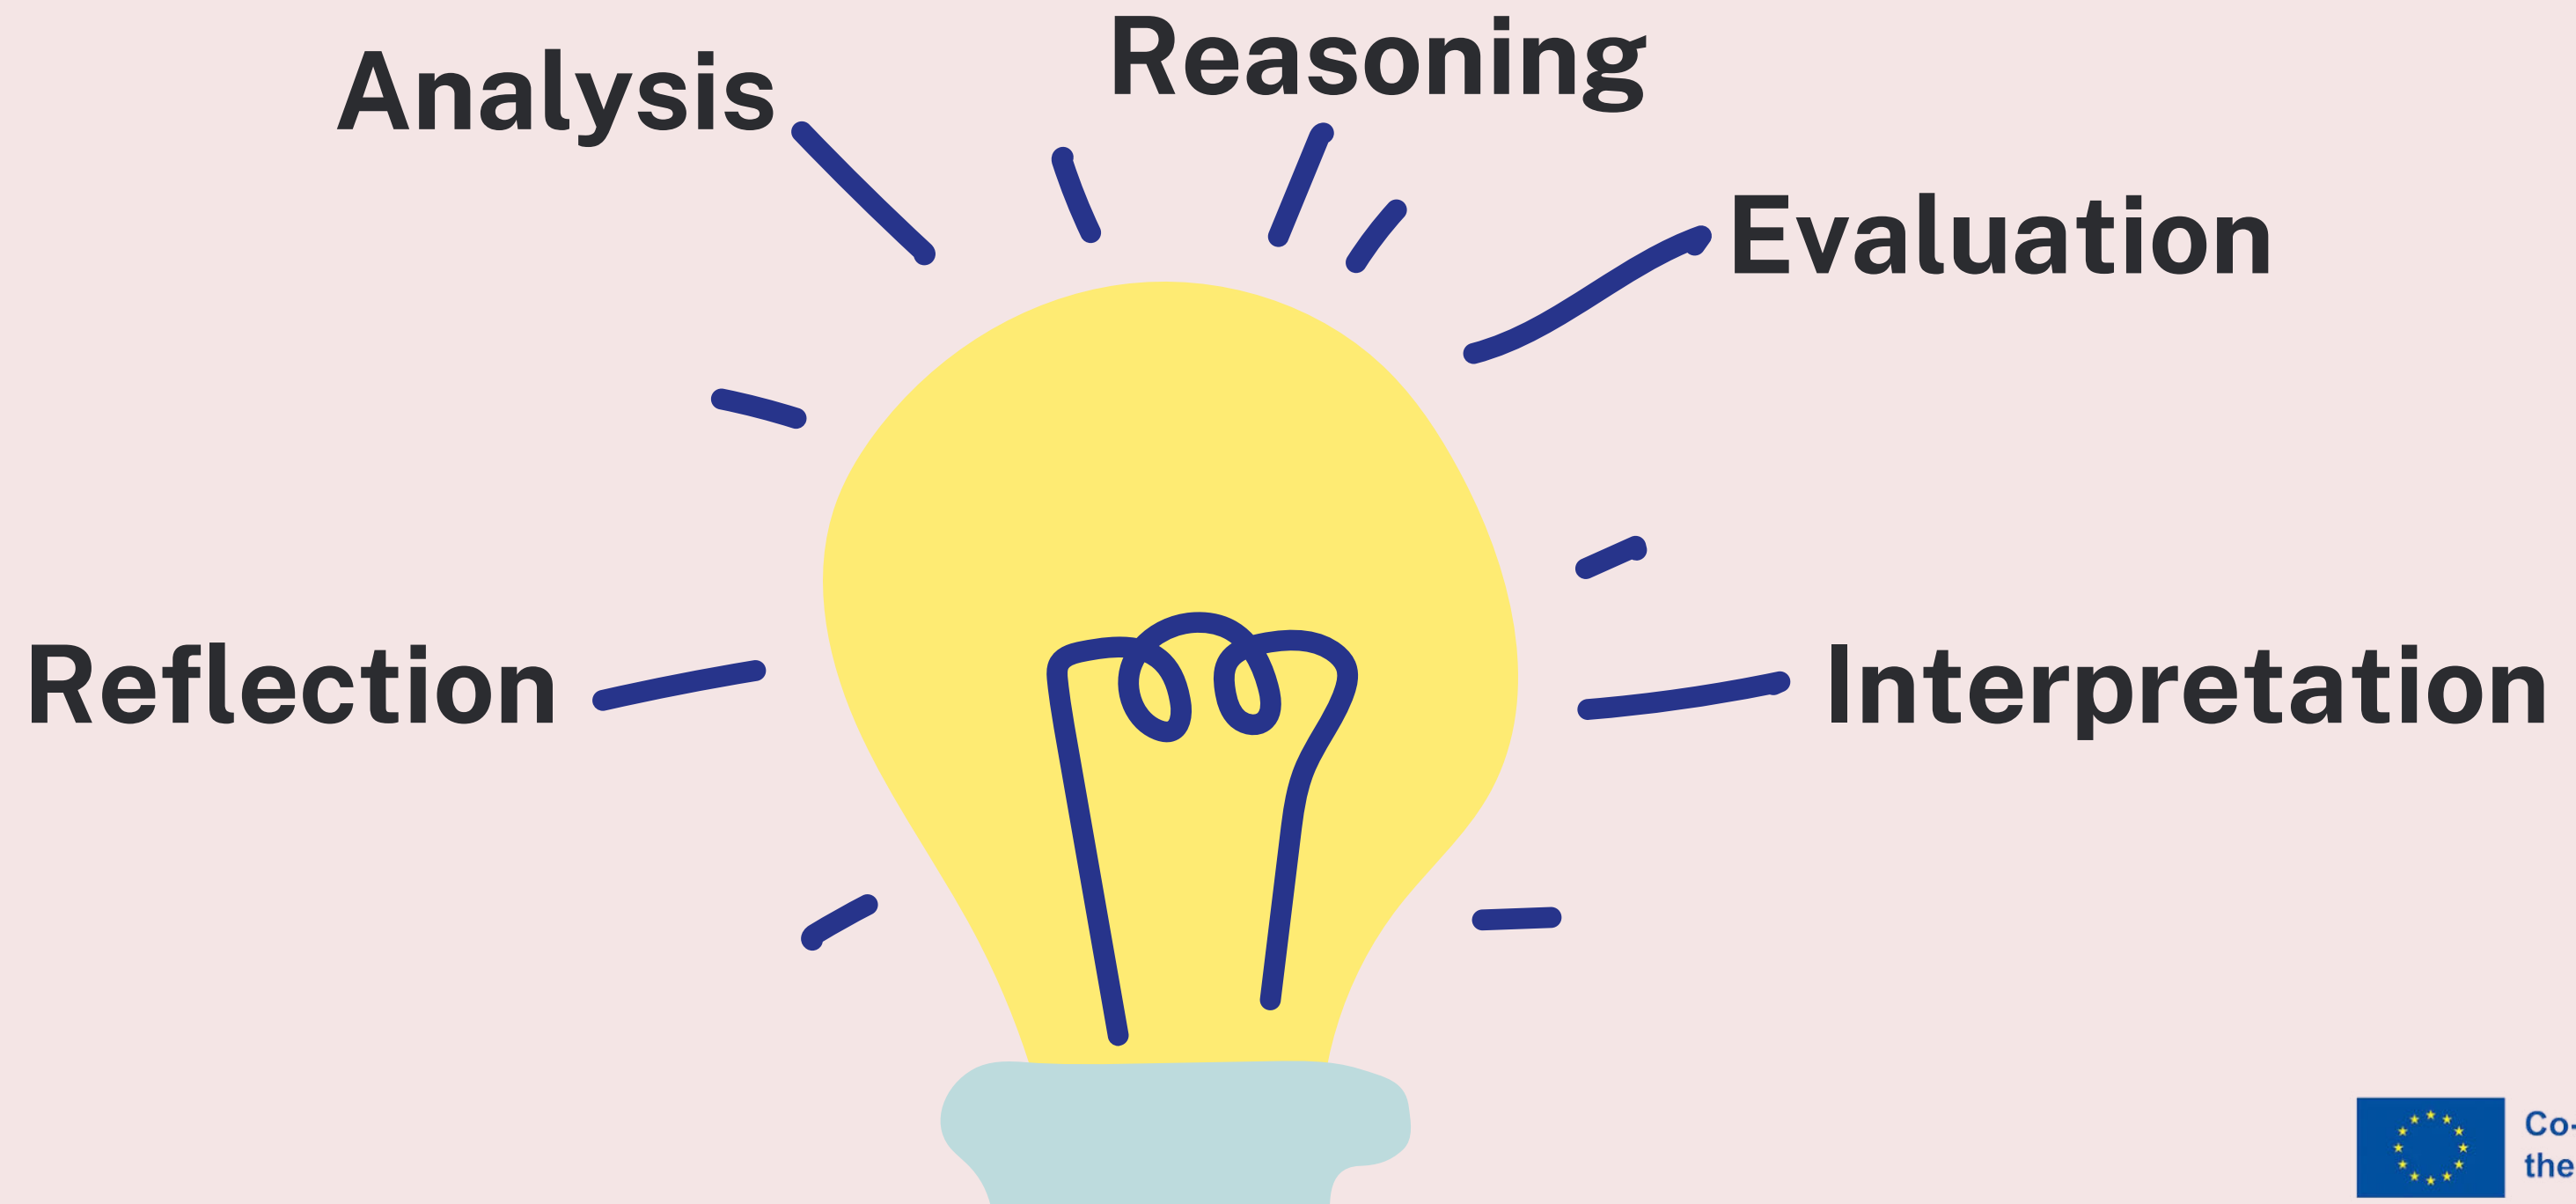 Reasoning
Analysis
Evaluation
Reflection
Interpretation
Co-
the